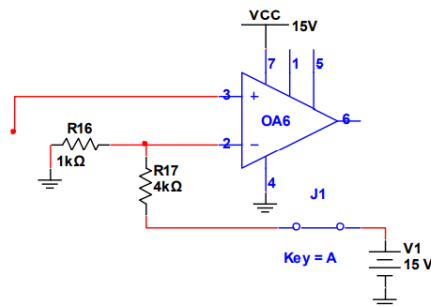 VCC
15V
7
1
5
3
+
OA6
6
R16
2
−
1kΩ
R17
4kΩ
4
J1
Key = A
V1
15 V